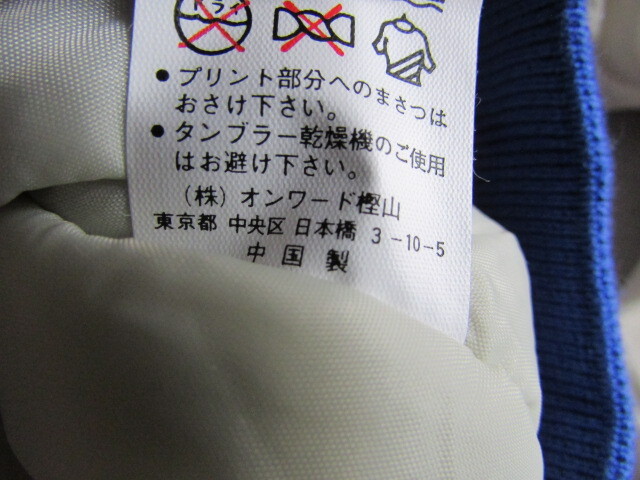 ドライ
● プリント部分へのまさつは
おさけ下さい。
● タンブラー乾燥機のご使用
はお避け下さい。
（株）オンワード樫山
東京都 中央区 日本橋 3-10-5
中国製